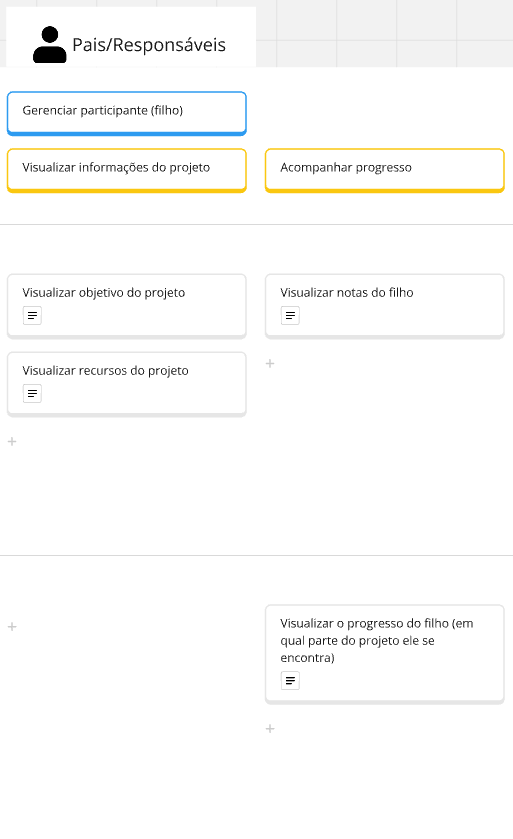 Pais/Responsáveis
Gerenciar participante (filho)
Visualizar informações do projeto
Acompanhar progresso
Visualizar objetivo do projeto
Visualizar notas do filho
Visualizar recursos do projeto
Visualizar o progresso do filho (em
qual parte do projeto ele se
encontra)